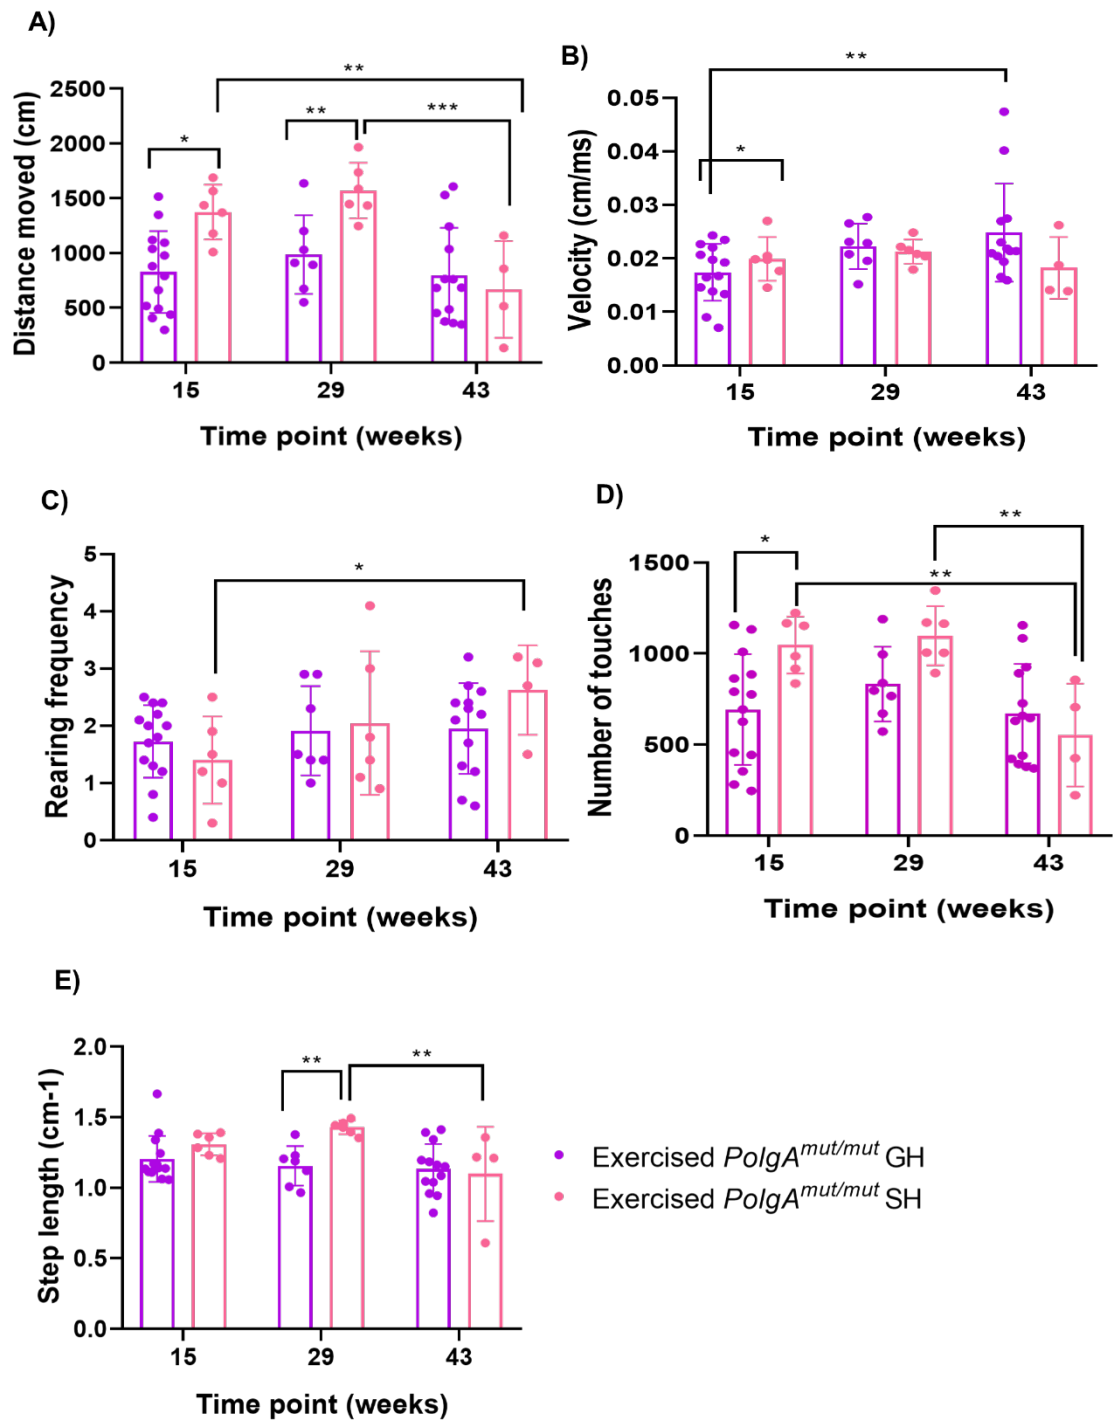 A)
Distance moved (cm)
2500
2000
1500
1000
500
0
*
**
**
***
15 29 43
Time point (weeks)
B)
Velocity (cm/ms)
0.05
0.04
0.03
0.02
0.01
0.00
*
**
15 29 43
Time point (weeks)
C)
Rearing frequency
5
4
3
2
1
0
*
15 29 43
Time point (weeks)
D)
Number of touches
1500
1000
500
0
*
**
**
15 29 43
Time point (weeks)
E)
Step length (cm-1)
2.0
1.5
1.0
0.5
0.0
**
**
15 29 43
Time point (weeks)
Exercised PolgA^mut/mut GH
Exercised PolgA^mut/mut SH